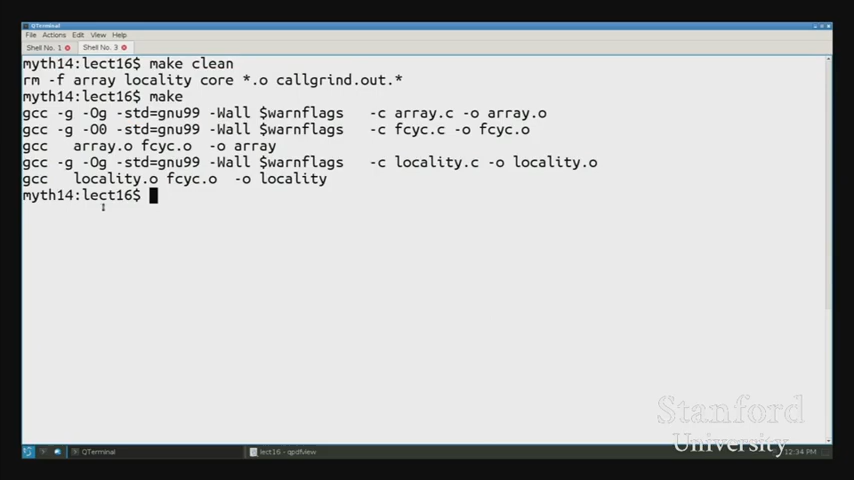 QTerminal
File Actions Edit View Help
Shell No. 1 Shell No. 3
myth14:lect16$ make clean
rm -f array locality core *.o callgrind.out.*
myth14:lect16$ make
gcc -g -Og -std=gnu99 -Wall $warnflags -c array.c -o array.o
gcc -g -O0 -std=gnu99 -Wall $warnflags -c fcyc.c -o fcyc.o
gcc array.o fcyc.o -o array
gcc -g -Og -std=gnu99 -Wall $warnflags -c locality.c -o locality.o
gcc locality.o fcyc.o -o locality
myth14:lect16$
Stanford
University
QTerminal lect16 - qpdfview 12:34 PM